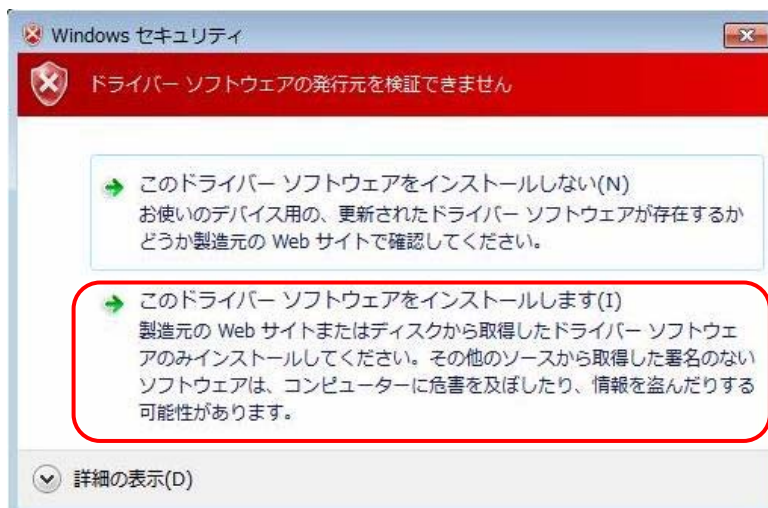 Windows セキュリティ
ドライバー ソフトウェアの発行元を検証できません
このドライバー ソフトウェアをインストールしない(N)
お使いのデバイス用の、更新されたドライバー ソフトウェアが存在するか
どうか製造元の Web サイトで確認してください。
このドライバー ソフトウェアをインストールします(I)
製造元の Web サイトまたはディスクから取得したドライバー ソフトウェ
アのみインストールしてください。その他のソースから取得した署名のない
ソフトウェアは、コンピューターに危害を及ぼしたり、情報を盗んだりする
可能性があります。
詳細の表示(D)